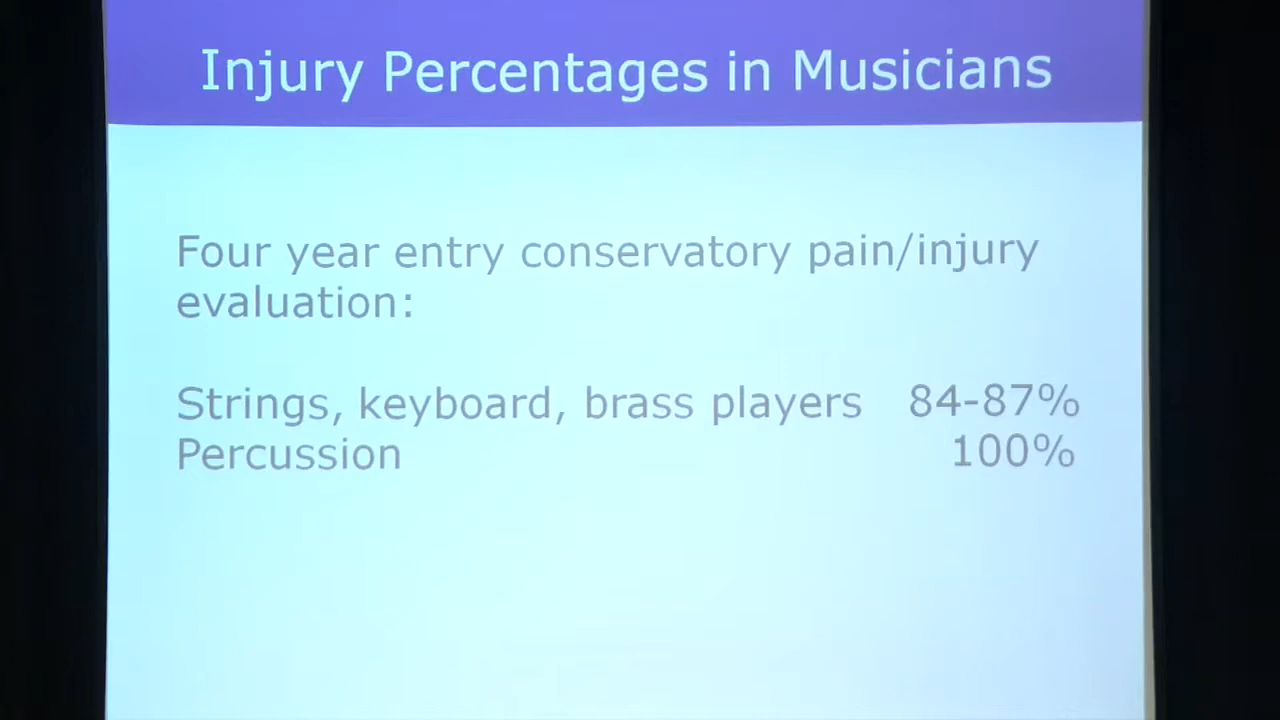 Injury Percentages in Musicians
Four year entry conservatory pain/injury
evaluation:
Strings, keyboard, brass players 84-87%
Percussion 100%